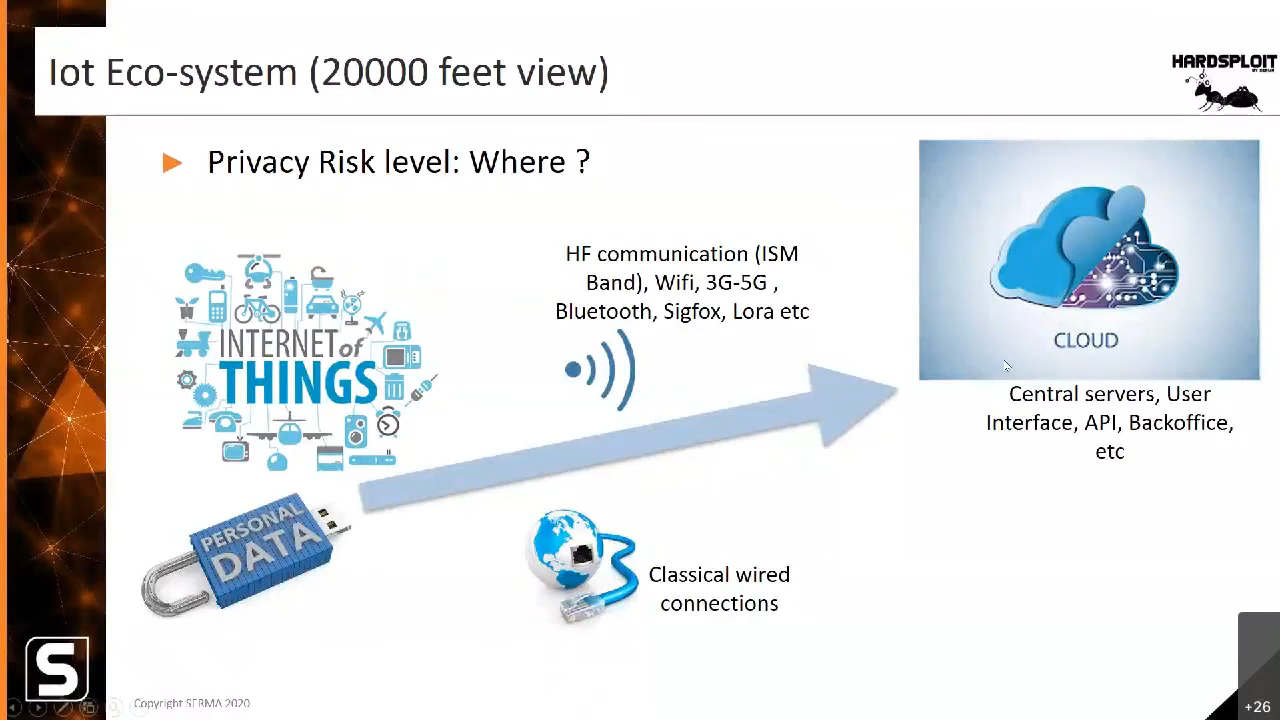 Iot Eco-system (20000 feet view)
HARDSPLOIT
Privacy Risk level: Where ?
HF communication (ISM
Band), Wifi, 3G-5G ,
Bluetooth, Sigfox, Lora etc
INTERNET of
THINGS
CLOUD
Central servers, User
Interface, API, Backoffice,
etc
PERSONAL
DATA
Classical wired
connections
S
Copyright SERMA 2020
+26